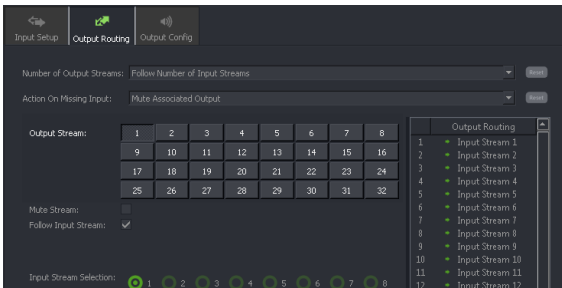 Input Setup
Output Routing
Output Config
Number of Output Streams: Follow Number of Input Streams Reset
Action On Missing Input: Mute Associated Output Reset
Output Stream:
1 2 3 4 5 6 7 8
9 10 11 12 13 14 15 16
17 18 19 20 21 22 23 24
25 26 27 28 29 30 31 32
Mute Stream:
Follow Input Stream:
Input Stream Selection: 1 2 3 4 5 6 7 8
Output Routing
1 Input Stream 1
2 Input Stream 2
3 Input Stream 3
4 Input Stream 4
5 Input Stream 5
6 Input Stream 6
7 Input Stream 7
8 Input Stream 8
9 Input Stream 9
10 Input Stream 10
11 Input Stream 11
12 Input Stream 12